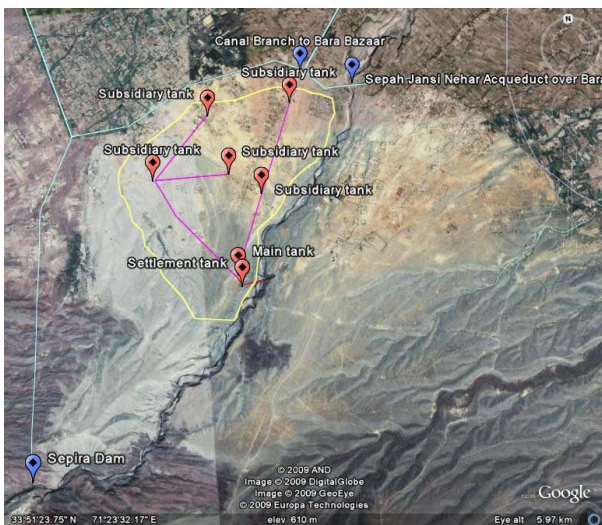 N
Canal Branch to Bara Bazaar
Subsidiary tank
Sepah Jansi Nehar Acqueduct over Bara
Subsidiary tank
Subsidiary tank
Subsidiary tank
Subsidiary tank
Main tank
Settlement tank
Sepira Dam
© 2009 AND
Image © 2009 DigitalGlobe
Image © 2009 GeoEye
© 2009 Europa Technologies
Google
33°51'23.75" N 71°23'32.17" E
elev 610 m
Eye alt 5.97 km